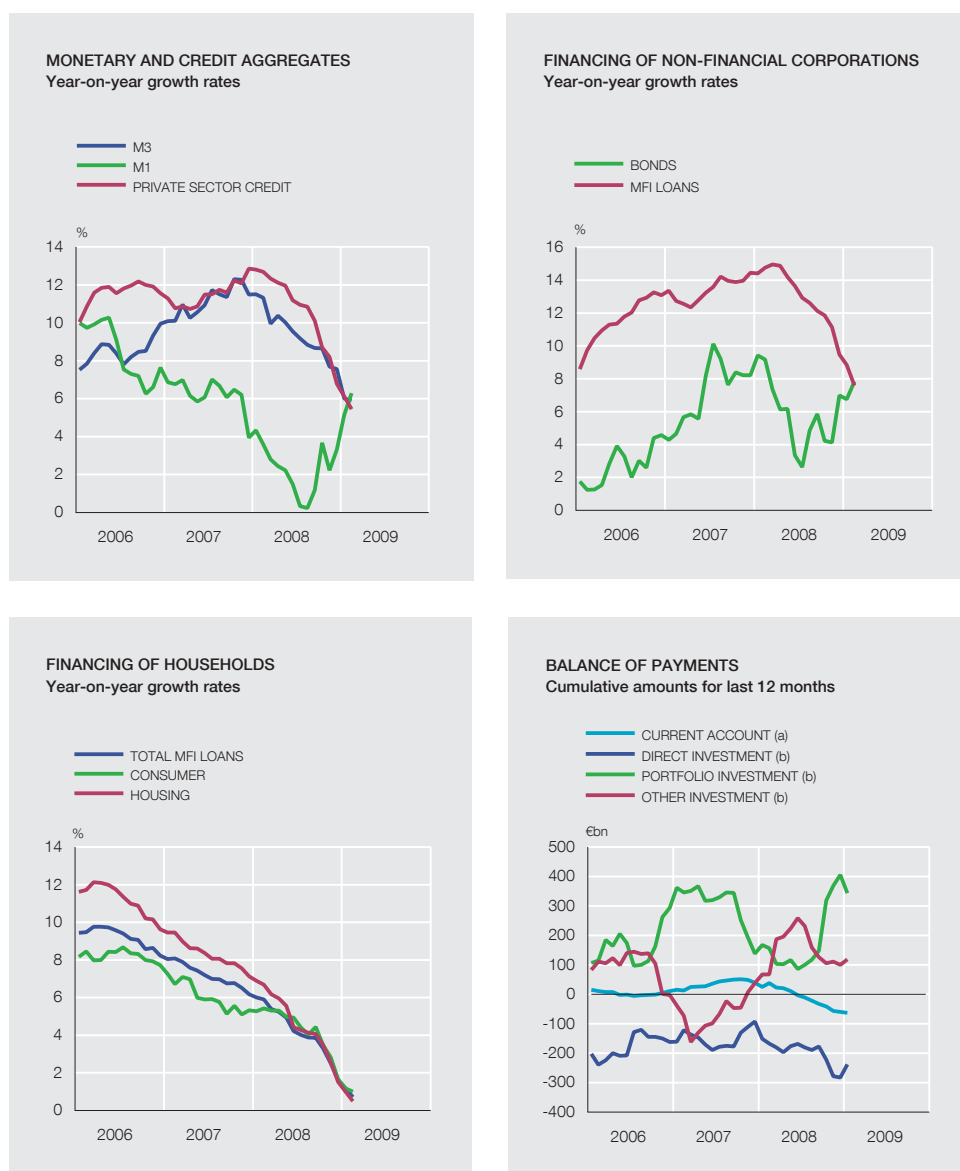 MONETARY AND CREDIT AGGREGATES
Year-on-year growth rates
M3
M1
PRIVATE SECTOR CREDIT
%
14
12
10
8
6
4
2
0
2006 2007 2008 2009
FINANCING OF NON-FINANCIAL CORPORATIONS
Year-on-year growth rates
BONDS
MFI LOANS
%
16
14
12
10
8
6
4
2
0
2006 2007 2008 2009
FINANCING OF HOUSEHOLDS
Year-on-year growth rates
TOTAL MFI LOANS
CONSUMER
HOUSING
%
14
12
10
8
6
4
2
0
2006 2007 2008 2009
BALANCE OF PAYMENTS
Cumulative amounts for last 12 months
CURRENT ACCOUNT (a)
DIRECT INVESTMENT (b)
PORTFOLIO INVESTMENT (b)
OTHER INVESTMENT (b)
€bn
500
400
300
200
100
0
-100
-200
-300
-400
2006 2007 2008 2009